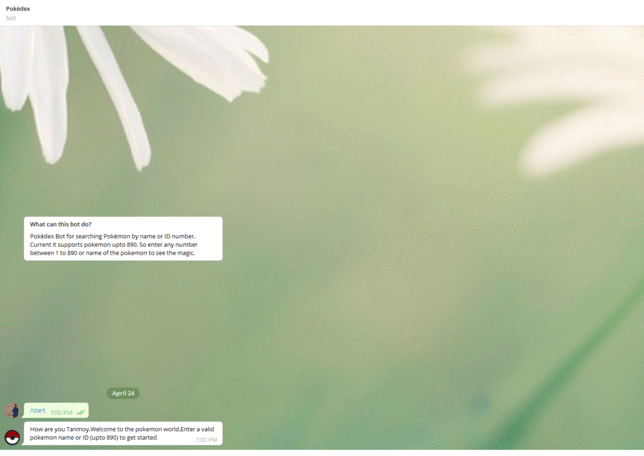 Pokédex
bot
What can this bot do?
Pokédex Bot for searching Pokémon by name or ID number.
Current it supports pokemon upto 890. So enter any number
between 1 to 890 or name of the pokemon to see the magic.
April 24
/start 7:00 PM
How are you Tanmoy.Welcome to the pokemon world.Enter a valid
pokemon name or ID (upto 890) to get started 7:00 PM